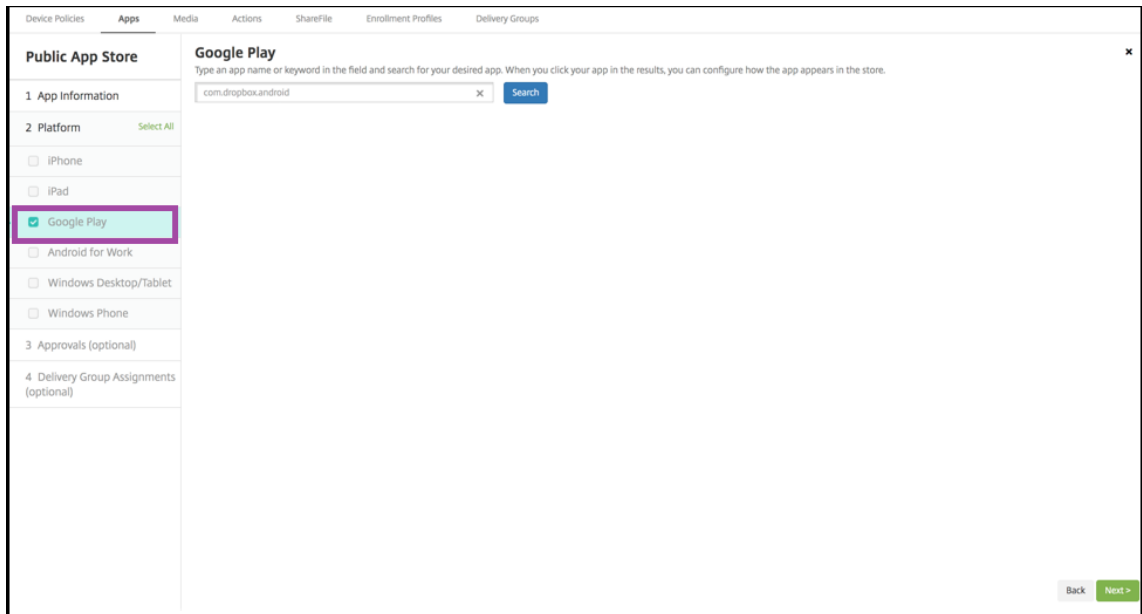 Device Policies Apps Media Actions ShareFile Enrollment Profiles Delivery Groups
Public App Store
1 App Information
2 Platform Select All
iPhone
iPad
Google Play
Android for Work
Windows Desktop/Tablet
Windows Phone
3 Approvals (optional)
4 Delivery Group Assignments
(optional)
Google Play
Type an app name or keyword in the field and search for your desired app. When you click your app in the results, you can configure how the app appears in the store.
com.dropbox.android Search
Back Next >